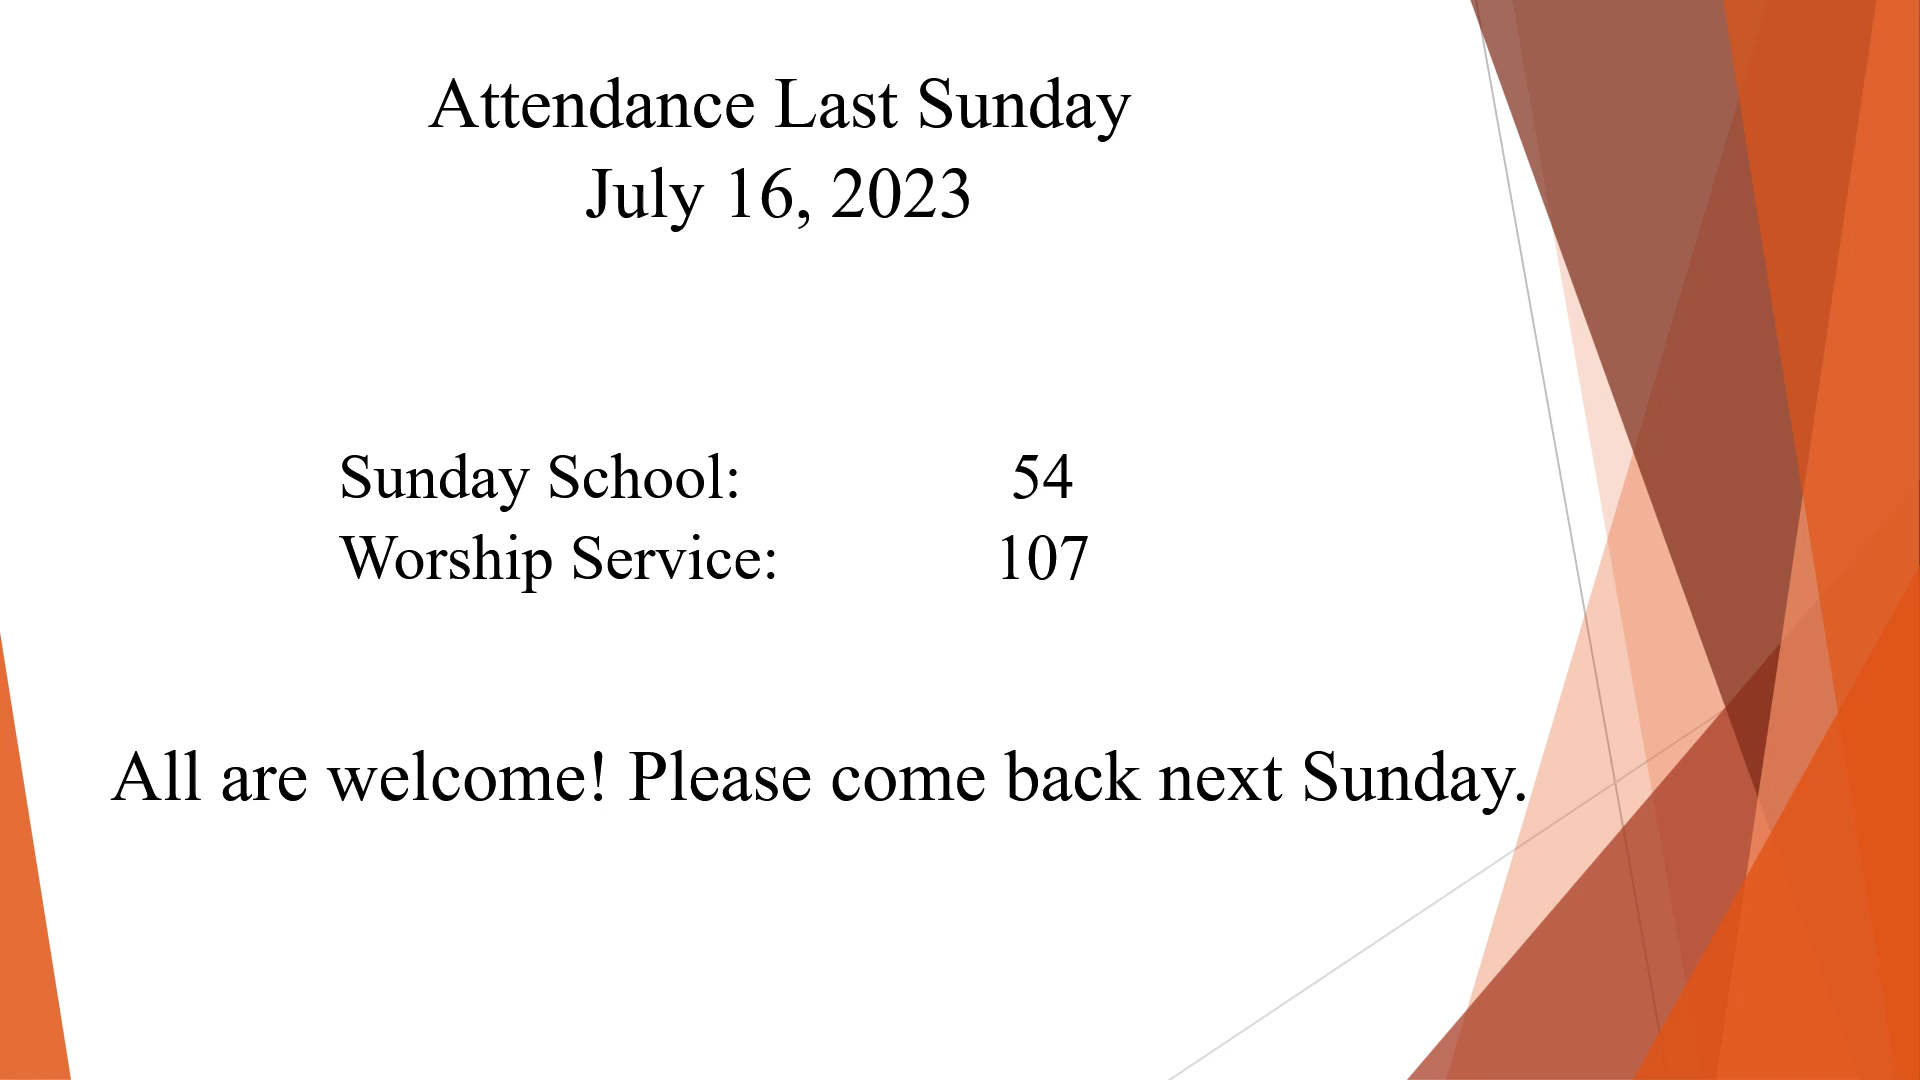 Attendance Last Sunday
July 16, 2023
Sunday School: 54
Worship Service: 107
All are welcome! Please come back next Sunday.